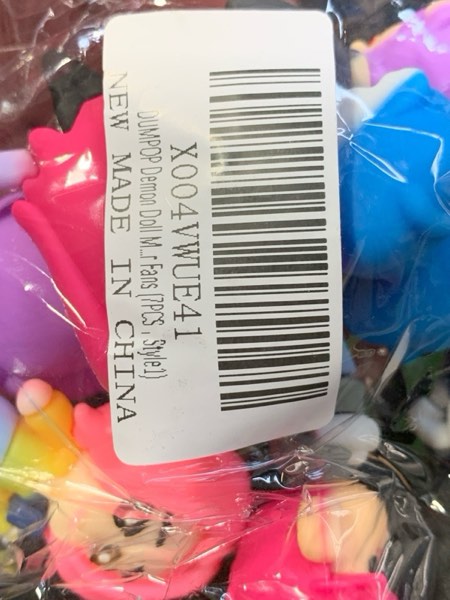 X004VWUE41
DUMPOP Demon Doll M...r Fans (7PCS , Style1)
NEW MADE IN CHINA